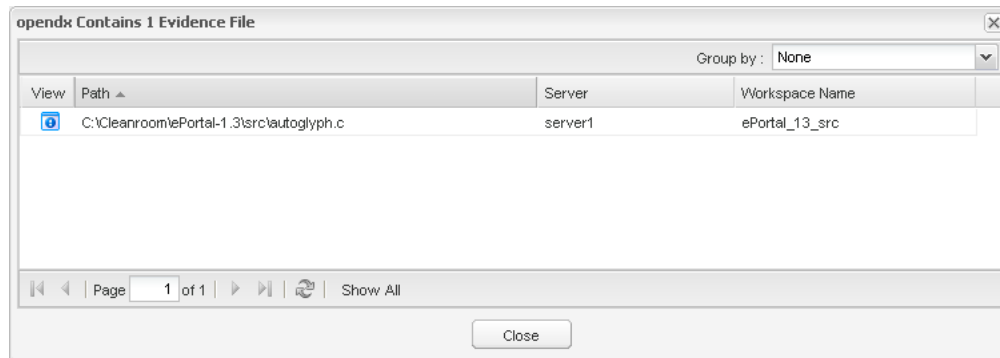 opendx Contains 1 Evidence File
Group by : None
View Path Server Workspace Name
C:\Cleanroom\ePortal-1.3\src\autoglyph.c server1 ePortal_13_src
Page 1 of 1 Show All
Close